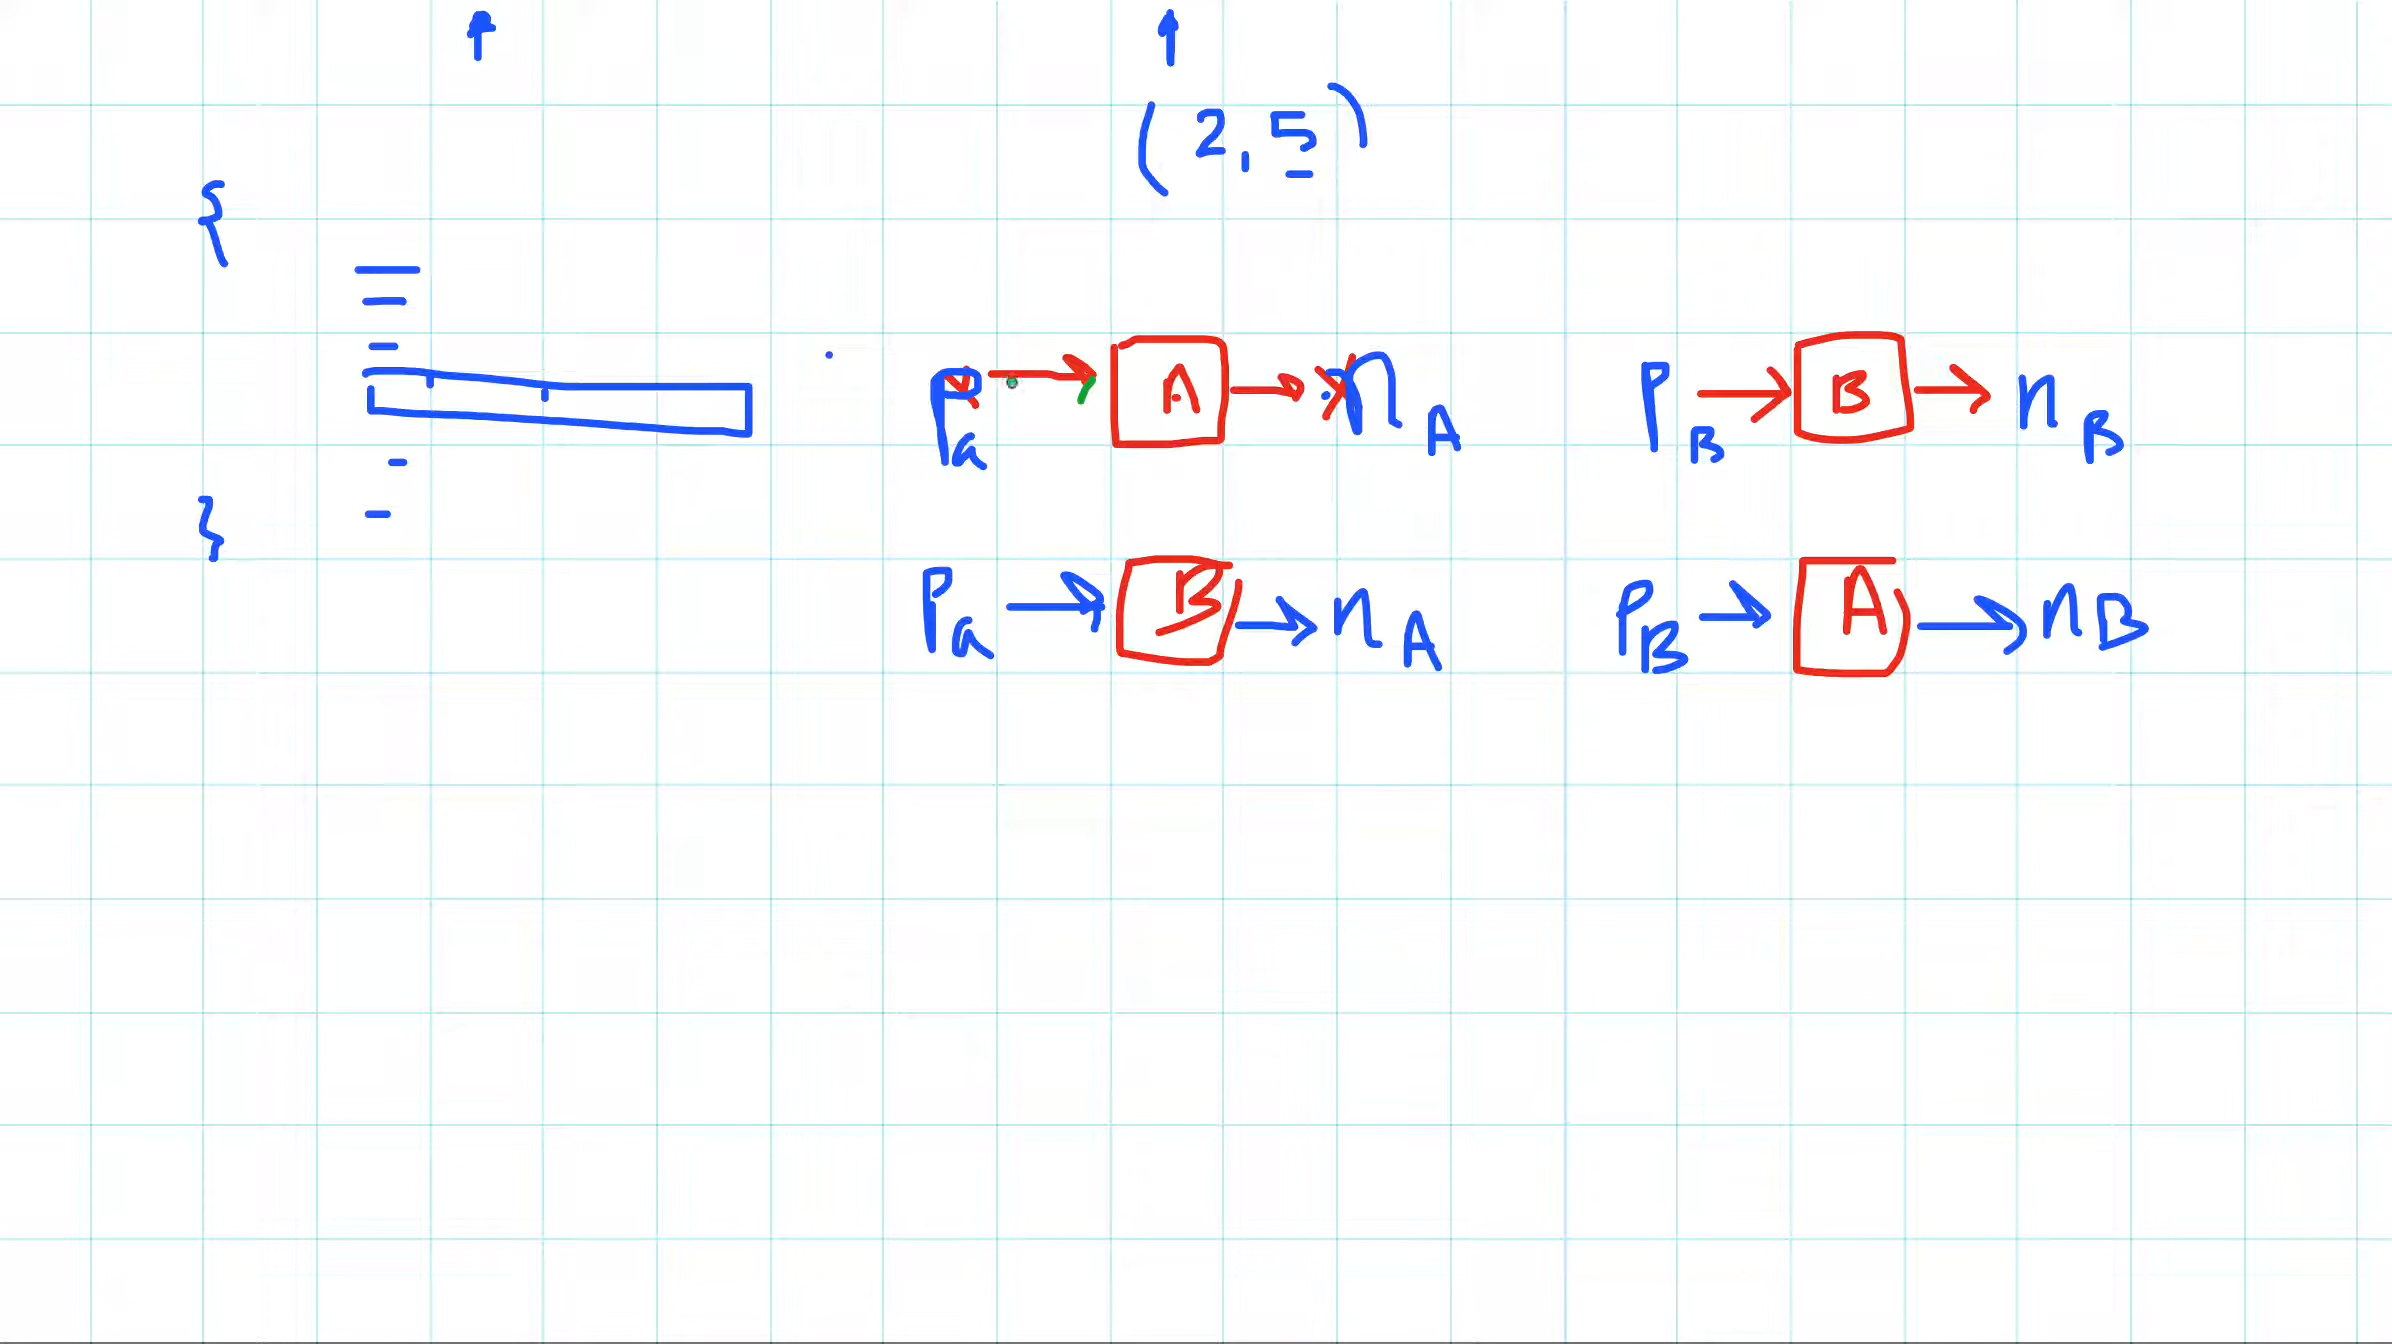 (2,5)
{
Pa → A → nA PB → B → nB
}
Pa → B → nA PB → A → nB